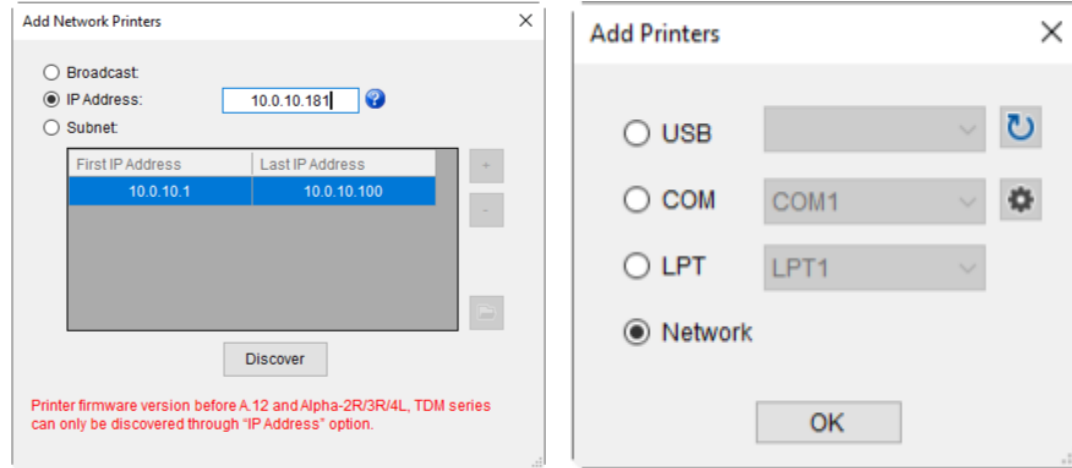 Add Network Printers
Broadcast:
IP Address: 10.0.10.181
Subnet:
First IP Address Last IP Address
10.0.10.1 10.0.10.100
+
-
Discover
Printer firmware version before A.12 and Alpha-2R/3R/4L, TDM series
can only be discovered through "IP Address" option.
Add Printers
USB
COM COM1
LPT LPT1
Network
OK